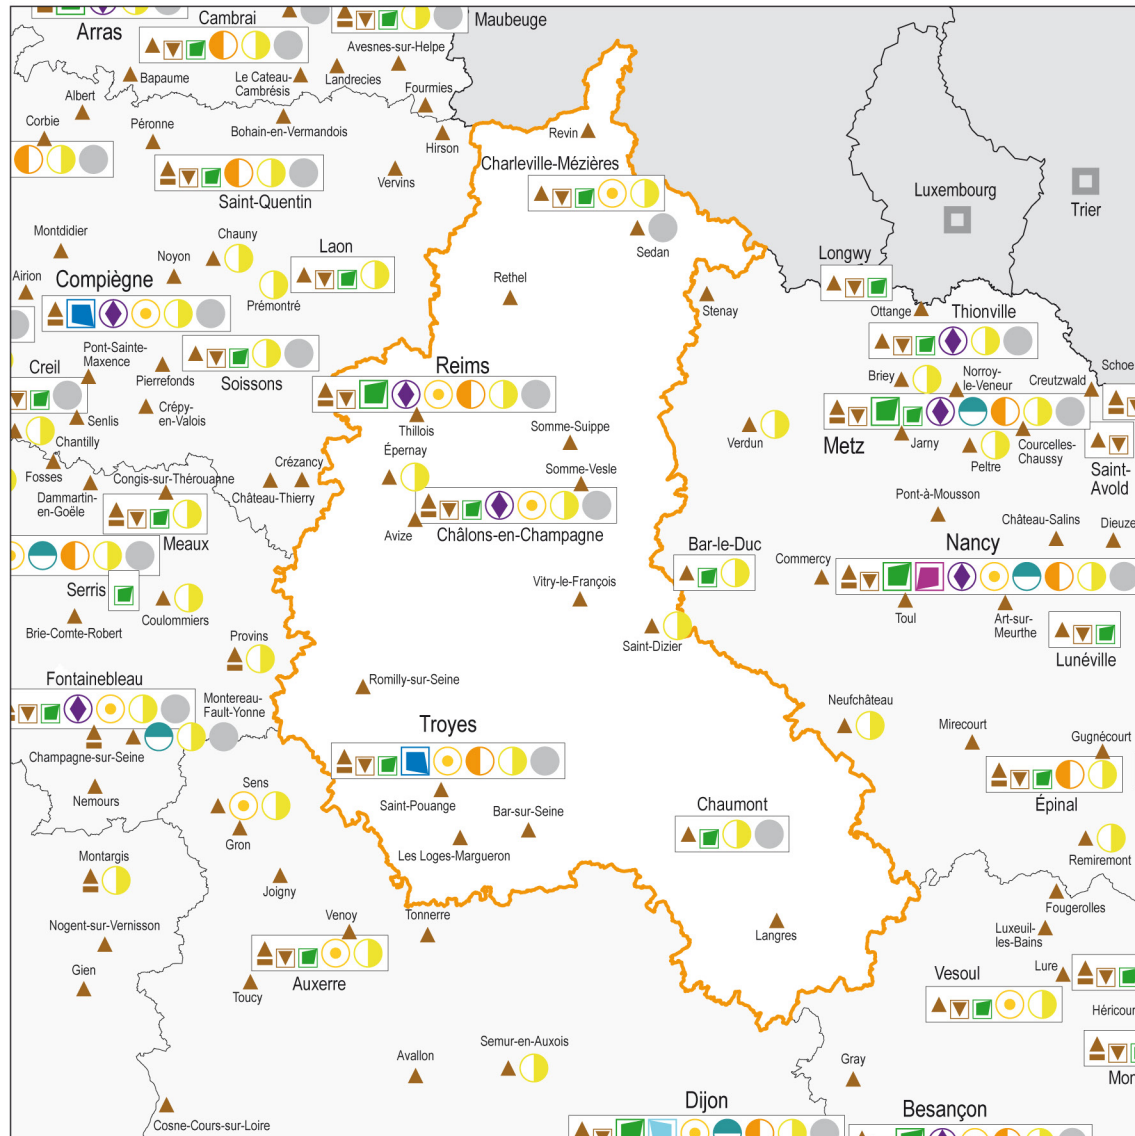 Arras
Cambrai
Maubeuge
Avesnes-sur-Helpe
Bapaume
Le Cateau-
Cambrésis
Landrecies
Fourmies
Albert
Corbie
Péronne
Bohain-en-Vermandois
Hirson
Revin
Charleville-Mézières
Saint-Quentin
Vervins
Luxembourg
Trier
Sedan
Montdidier
Chauny
Laon
Noyon
Airion
Compiègne
Prémontré
Rethel
Longwy
Stenay
Ottange
Thionville
Pont-Sainte-
Maxence
Creil
Pierrefonds
Soissons
Reims
Briey
Norroy-
le-Veneur
Creutzwald
Schoe
Crépy-
en-Valois
Senlis
Chantilly
Thillois
Somme-Suippe
Verdun
Metz
Jarny
Peltre
Courcelles-
Chaussy
Saint-
Avold
Fosses
Dammartin-
en-Goële
Congis-sur-Thérouanne
Crézancy
Château-Thierry
Épernay
Somme-Vesle
Pont-à-Mousson
Château-Salins
Dieuze
Meaux
Avize
Châlons-en-Champagne
Bar-le-Duc
Commercy
Nancy
Serris
Coulommiers
Brie-Comte-Robert
Vitry-le-François
Toul
Art-sur-
Meurthe
Lunéville
Provins
Saint-Dizier
Fontainebleau
Montereau-
Fault-Yonne
Romilly-sur-Seine
Neufchâteau
Mirecourt
Gugnécourt
Champagne-sur-Seine
Troyes
Nemours
Sens
Saint-Pouange
Bar-sur-Seine
Chaumont
Épinal
Gron
Les Loges-Margueron
Remiremont
Montargis
Joigny
Fougerolles
Nogent-sur-Vernisson
Venoy
Tonnerre
Langres
Luxeuil-
les-Bains
Gien
Toucy
Auxerre
Vesoul
Lure
Héricour
Avallon
Semur-en-Auxois
Gray
Mon
Cosne-Cours-sur-Loire
Dijon
Besançon